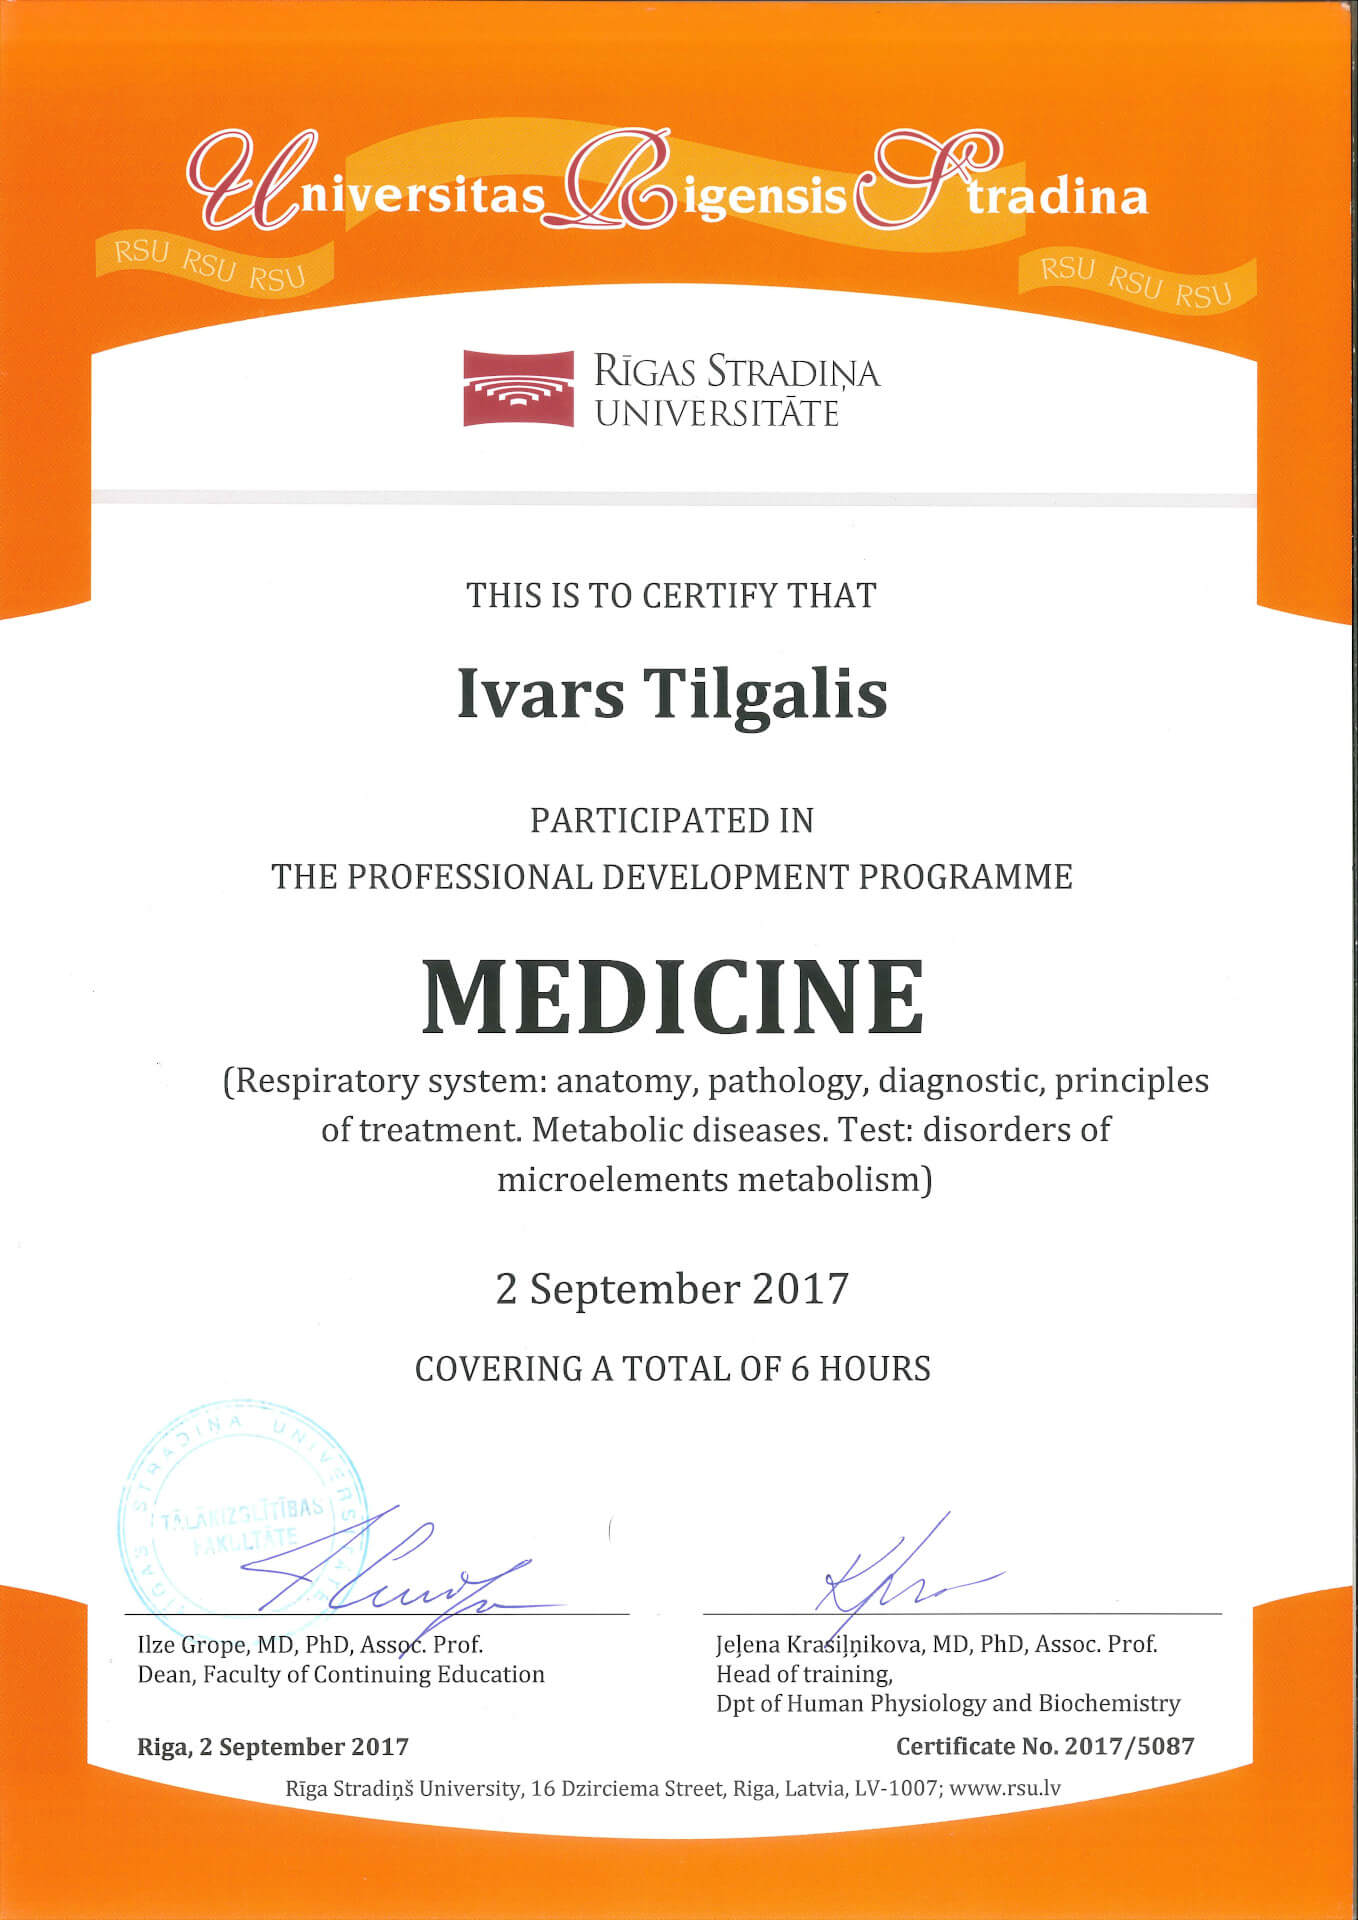 Universitas Rigensis Stradina
RSU RSU RSU
RSU RSU RSU
RĪGAS STRADIŅA
UNIVERSITĀTE
THIS IS TO CERTIFY THAT
Ivars Tilgalis
PARTICIPATED IN
THE PROFESSIONAL DEVELOPMENT PROGRAMME
MEDICINE
(Respiratory system: anatomy, pathology, diagnostic, principles
of treatment. Metabolic diseases. Test: disorders of
microelements metabolism)
2 September 2017
COVERING A TOTAL OF 6 HOURS
RĪGAS STRADIŅA UNIVERSITĀTE
TĀLĀKIZGLĪTĪBAS
FAKULTĀTE
Ilze Grope, MD, PhD, Assoc. Prof.
Dean, Faculty of Continuing Education
Jeļena Krasiļņikova, MD, PhD, Assoc. Prof.
Head of training,
Dpt of Human Physiology and Biochemistry
Riga, 2 September 2017
Certificate No. 2017/5087
Rīga Stradiņš University, 16 Dzirciema Street, Riga, Latvia, LV-1007; www.rsu.lv